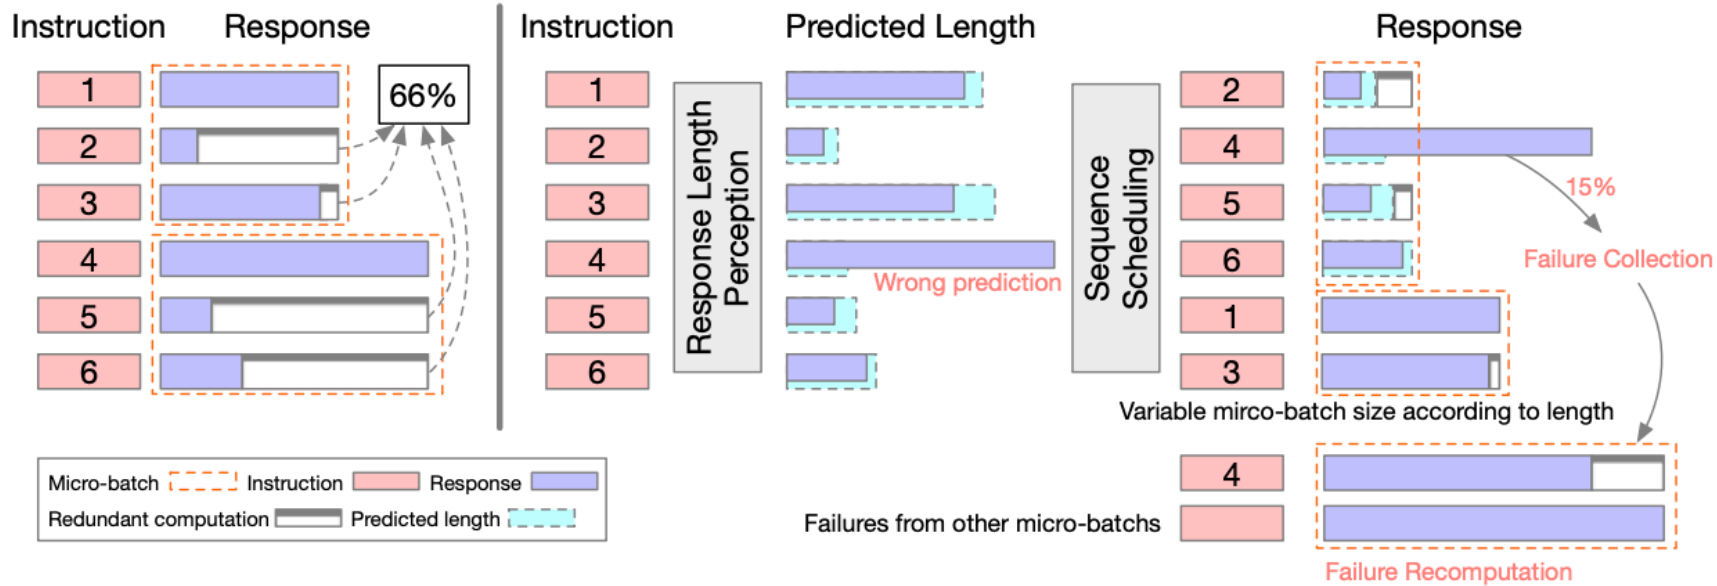 Instruction Response
1
2
3
4
5
6
66%
Instruction Predicted Length Response
1
2
3
4
5
6
Response Length
Perception
Wrong prediction
Sequence
Scheduling
2
4
5
6
1
3
15%
Failure Collection
Variable mirco-batch size according to length
4
Failures from other micro-batchs
Failure Recomputation
Micro-batch Instruction Response
Redundant computation Predicted length